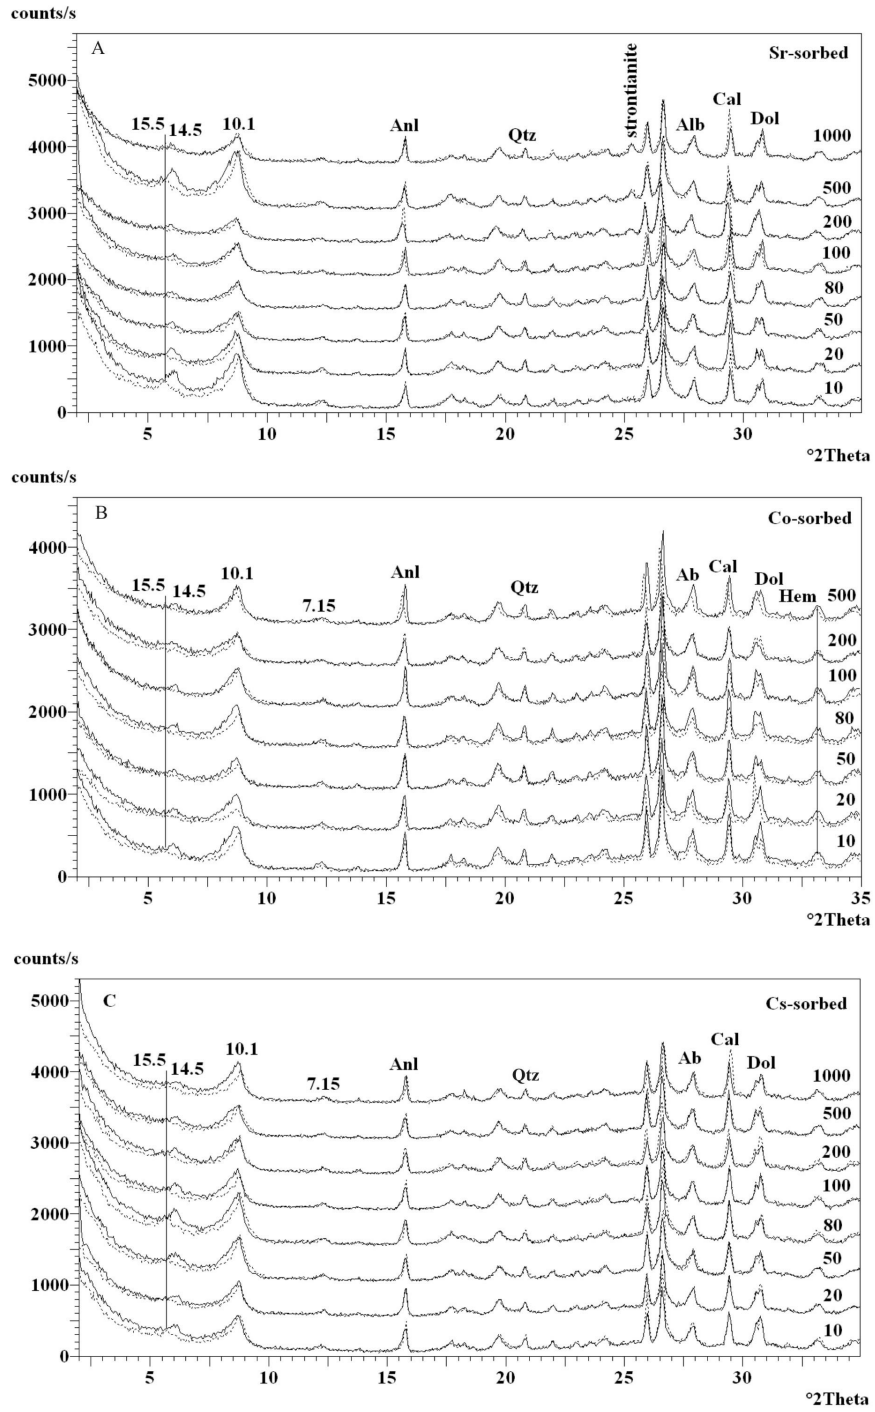 counts/s
A
Sr-sorbed
5000
strontianite
15.5 14.5 10.1 Anl Qtz Alb Cal Dol 1000
4000
500
3000
200
100
2000
80
50
1000
20
10
0
5 10 15 20 25 30
°2Theta
counts/s
B
Co-sorbed
4000
15.5 14.5 10.1 7.15 Anl Qtz Ab Cal Dol Hem 500
3000
200
100
2000
80
50
1000
20
10
0
5 10 15 20 25 30 35
°2Theta
counts/s
C
Cs-sorbed
5000
15.5 14.5 10.1 7.15 Anl Qtz Ab Cal Dol 1000
4000
500
3000
200
100
2000
80
50
1000
20
10
0
5 10 15 20 25 30
°2Theta